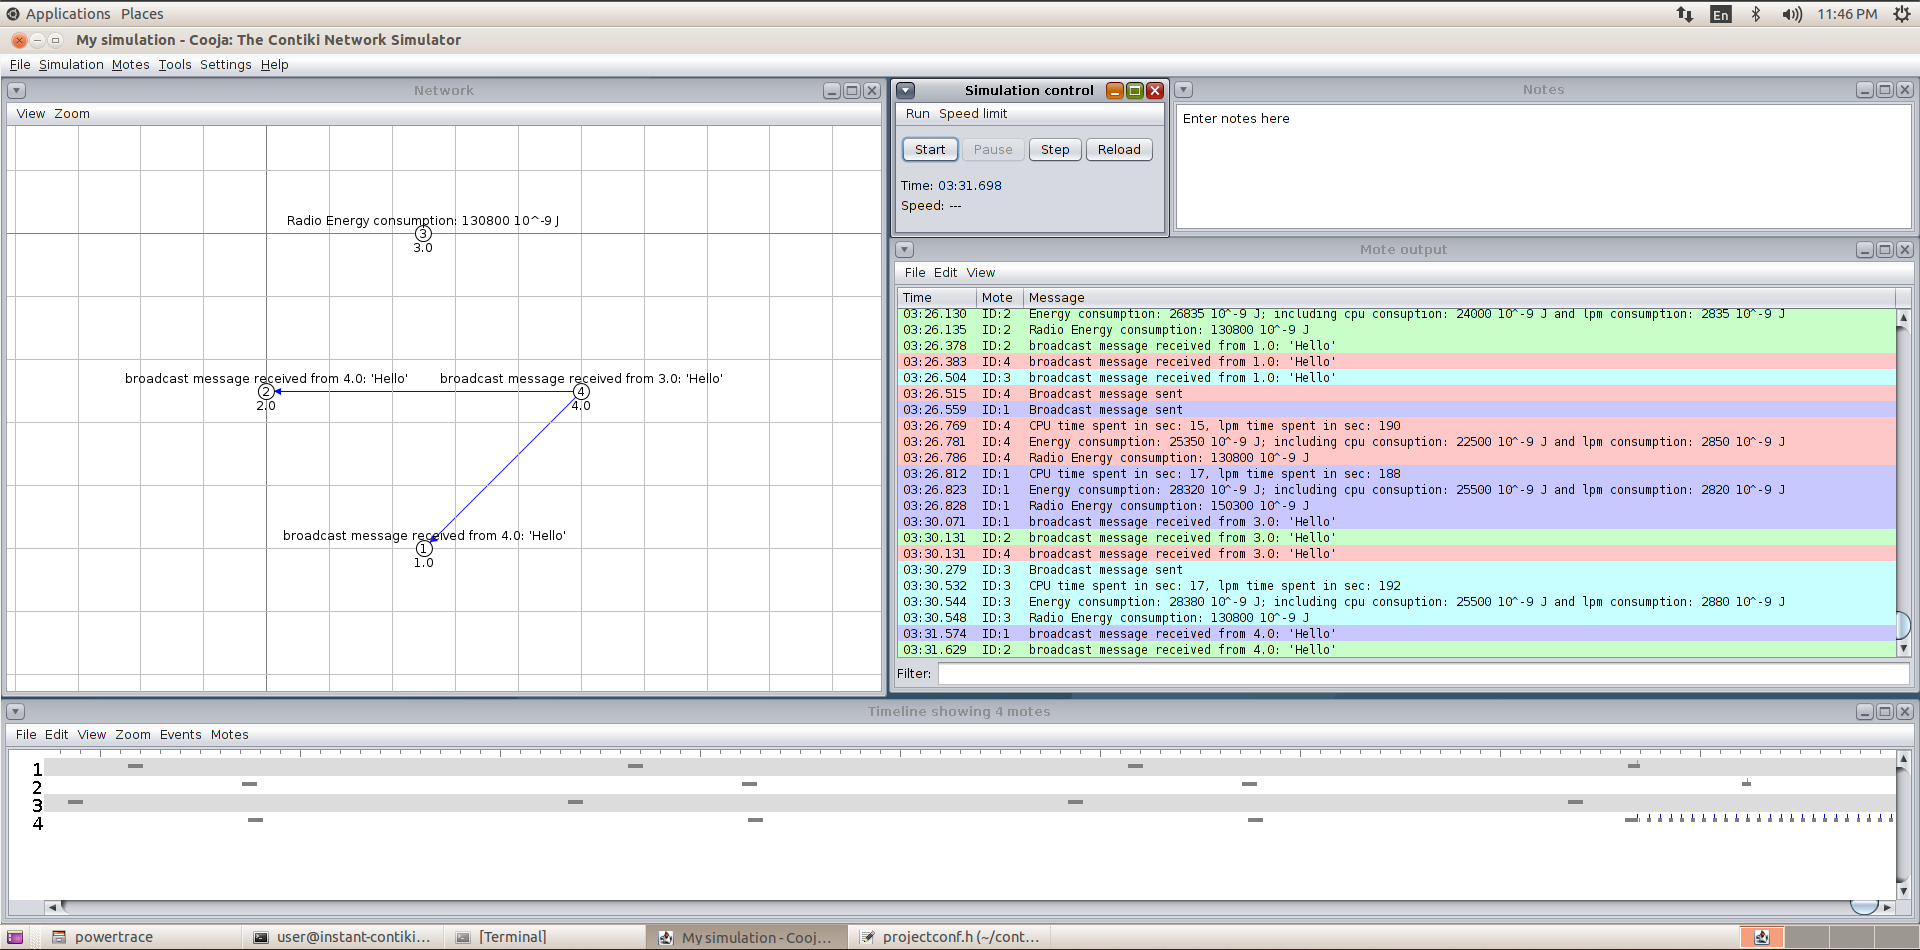 Applications Places
En 11:46 PM
My simulation - Cooja: The Contiki Network Simulator
File Simulation Motes Tools Settings Help
Network
View Zoom
Radio Energy consumption: 130800 10^-9 J
3
3.0
broadcast message received from 4.0: 'Hello' broadcast message received from 3.0: 'Hello'
2 4
2.0 4.0
broadcast message received from 4.0: 'Hello'
1
1.0
Simulation control
Run Speed limit
Start Pause Step Reload
Time: 03:31.698
Speed: ---
Notes
Enter notes here
Mote output
File Edit View
Time Mote Message
03:26.130 ID:2 Energy consumption: 26835 10^-9 J; including cpu consuption: 24000 10^-9 J and lpm consumption: 2835 10^-9 J
03:26.135 ID:2 Radio Energy consumption: 130800 10^-9 J
03:26.378 ID:2 broadcast message received from 1.0: 'Hello'
03:26.383 ID:4 broadcast message received from 1.0: 'Hello'
03:26.504 ID:3 broadcast message received from 1.0: 'Hello'
03:26.515 ID:4 Broadcast message sent
03:26.559 ID:1 Broadcast message sent
03:26.769 ID:4 CPU time spent in sec: 15, lpm time spent in sec: 190
03:26.781 ID:4 Energy consumption: 25350 10^-9 J; including cpu consuption: 22500 10^-9 J and lpm consumption: 2850 10^-9 J
03:26.786 ID:4 Radio Energy consumption: 130800 10^-9 J
03:26.812 ID:1 CPU time spent in sec: 17, lpm time spent in sec: 188
03:26.823 ID:1 Energy consumption: 28320 10^-9 J; including cpu consuption: 25500 10^-9 J and lpm consumption: 2820 10^-9 J
03:26.828 ID:1 Radio Energy consumption: 150300 10^-9 J
03:30.071 ID:1 broadcast message received from 3.0: 'Hello'
03:30.131 ID:2 broadcast message received from 3.0: 'Hello'
03:30.131 ID:4 broadcast message received from 3.0: 'Hello'
03:30.279 ID:3 Broadcast message sent
03:30.532 ID:3 CPU time spent in sec: 17, lpm time spent in sec: 192
03:30.544 ID:3 Energy consumption: 28380 10^-9 J; including cpu consuption: 25500 10^-9 J and lpm consumption: 2880 10^-9 J
03:30.548 ID:3 Radio Energy consumption: 130800 10^-9 J
03:31.574 ID:1 broadcast message received from 4.0: 'Hello'
03:31.629 ID:2 broadcast message received from 4.0: 'Hello'
Filter:
Timeline showing 4 motes
File Edit View Zoom Events Motes
1
2
3
4
powertrace user@instant-contiki... [Terminal] My simulation - Cooj... projectconf.h (~/cont...